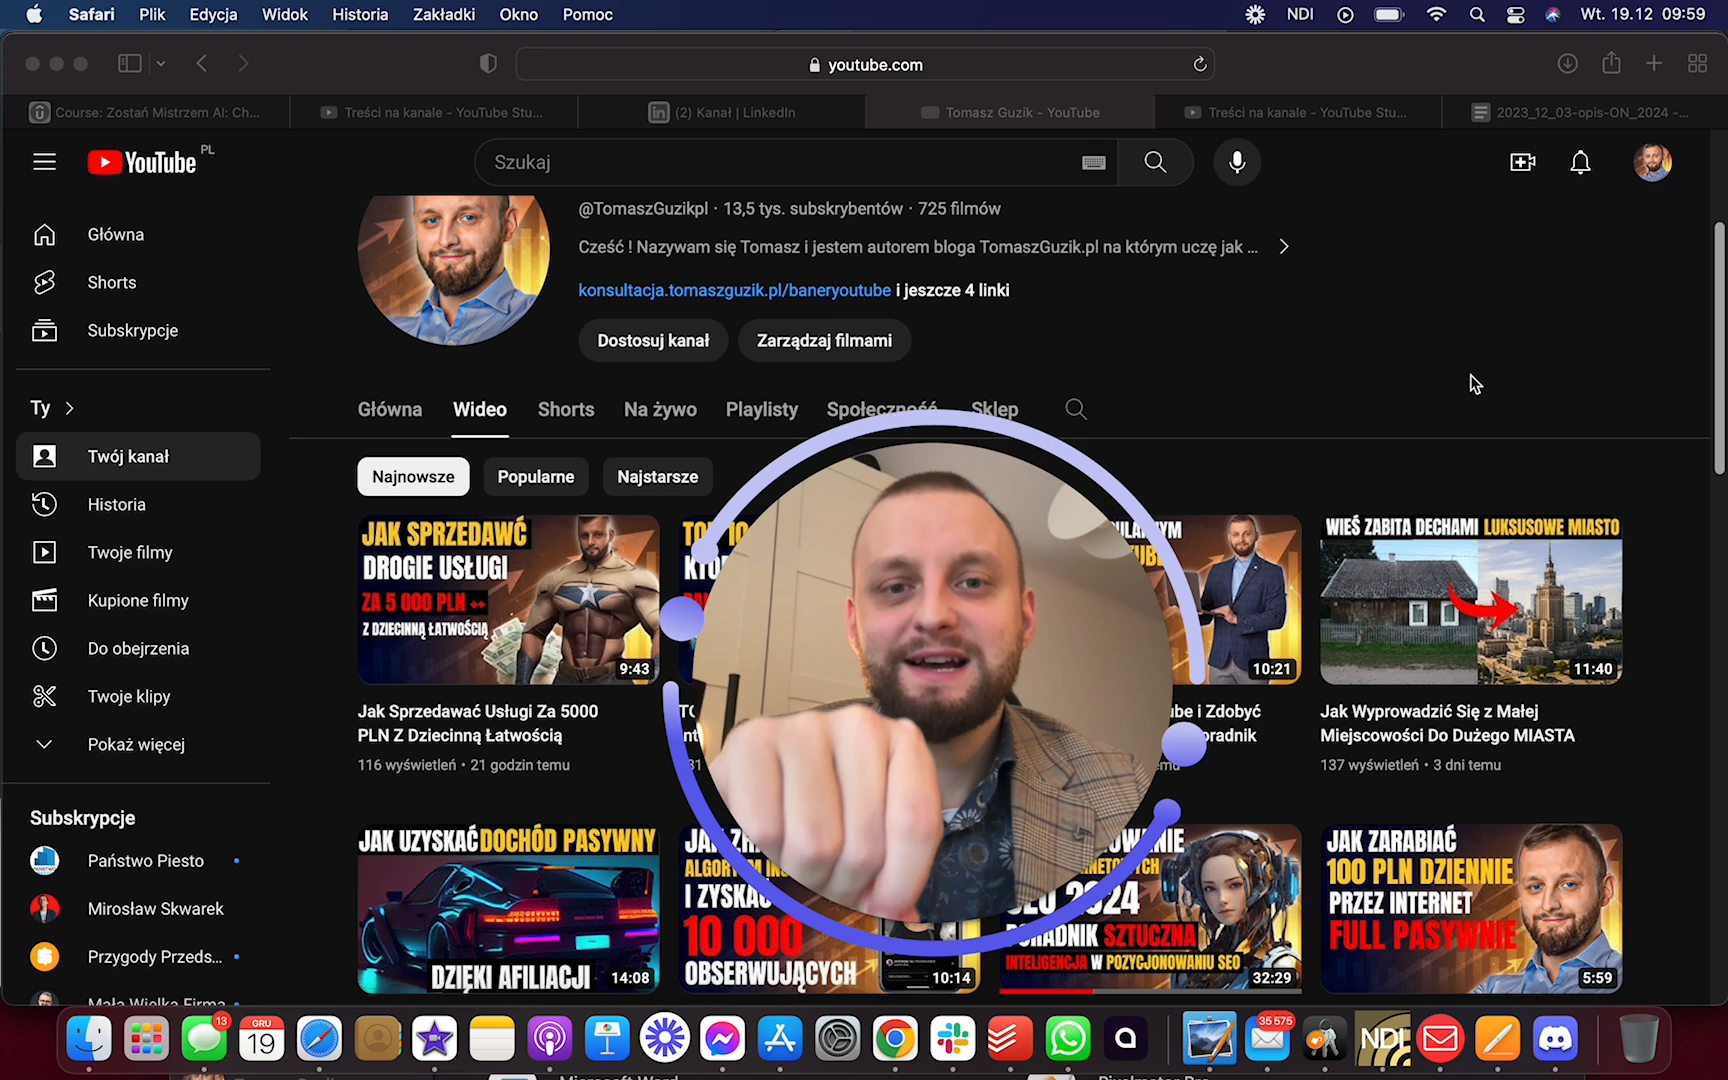 Safari Plik Edycja Widok Historia Zakładki Okno Pomoc
NDI Wt. 19.12 09:59
youtube.com
Course: Zostań Mistrzem AI: Ch...
Treści na kanale - YouTube Stu...
(2) Kanał | LinkedIn
Tomasz Guzik - YouTube
Treści na kanale - YouTube Stu...
2023_12_03-opis-ON_2024 -...
YouTube PL
Szukaj
Główna
Shorts
Subskrypcje
Ty
Twój kanał
Historia
Twoje filmy
Kupione filmy
Do obejrzenia
Twoje klipy
Pokaż więcej
Subskrypcje
Państwo Piesto
Mirosław Skwarek
Przygody Przeds...
Mała Wielka Firma
@TomaszGuzikpl · 13,5 tys. subskrybentów · 725 filmów
Cześć ! Nazywam się Tomasz i jestem autorem bloga TomaszGuzik.pl na którym uczę jak ...
konsultacja.tomaszguzik.pl/baneryoutube i jeszcze 4 linki
Dostosuj kanał
Zarządzaj filmami
Główna Wideo Shorts Na żywo Playlisty Społeczność Sklep
Najnowsze Popularne Najstarsze
JAK SPRZEDAWĆ
DROGIE USŁUGI
ZA 5 000 PLN ++
Z DZIECINNĄ ŁATWOŚCIĄ
9:43
Jak Sprzedawać Usługi Za 5000
PLN Z Dziecinną Łatwością
116 wyświetleń • 21 godzin temu
10:21
be i Zdobyć
oradnik
WIEŚ ZABITA DECHAMI LUKSUSOWE MIASTO
11:40
Jak Wyprowadzić Się z Małej
Miejscowości Do Dużego MIASTA
137 wyświetleń • 3 dni temu
JAK UZYSKAĆ DOCHÓD PASYWNY
DZIĘKI AFILIACJI
14:08
ALGORYTM
I ZYSKAĆ
10 000
OBSERWUJĄCYCH
10:14
SEO 2024
PORADNIK SZTUCZNA
INTELIGENCJA W POZYCJONOWANIU SEO
32:29
JAK ZARABIAĆ
100 PLN DZIENNIE
PRZEZ INTERNET
FULL PASYWNIE
5:59
13
GRU
19
35 575
NDI